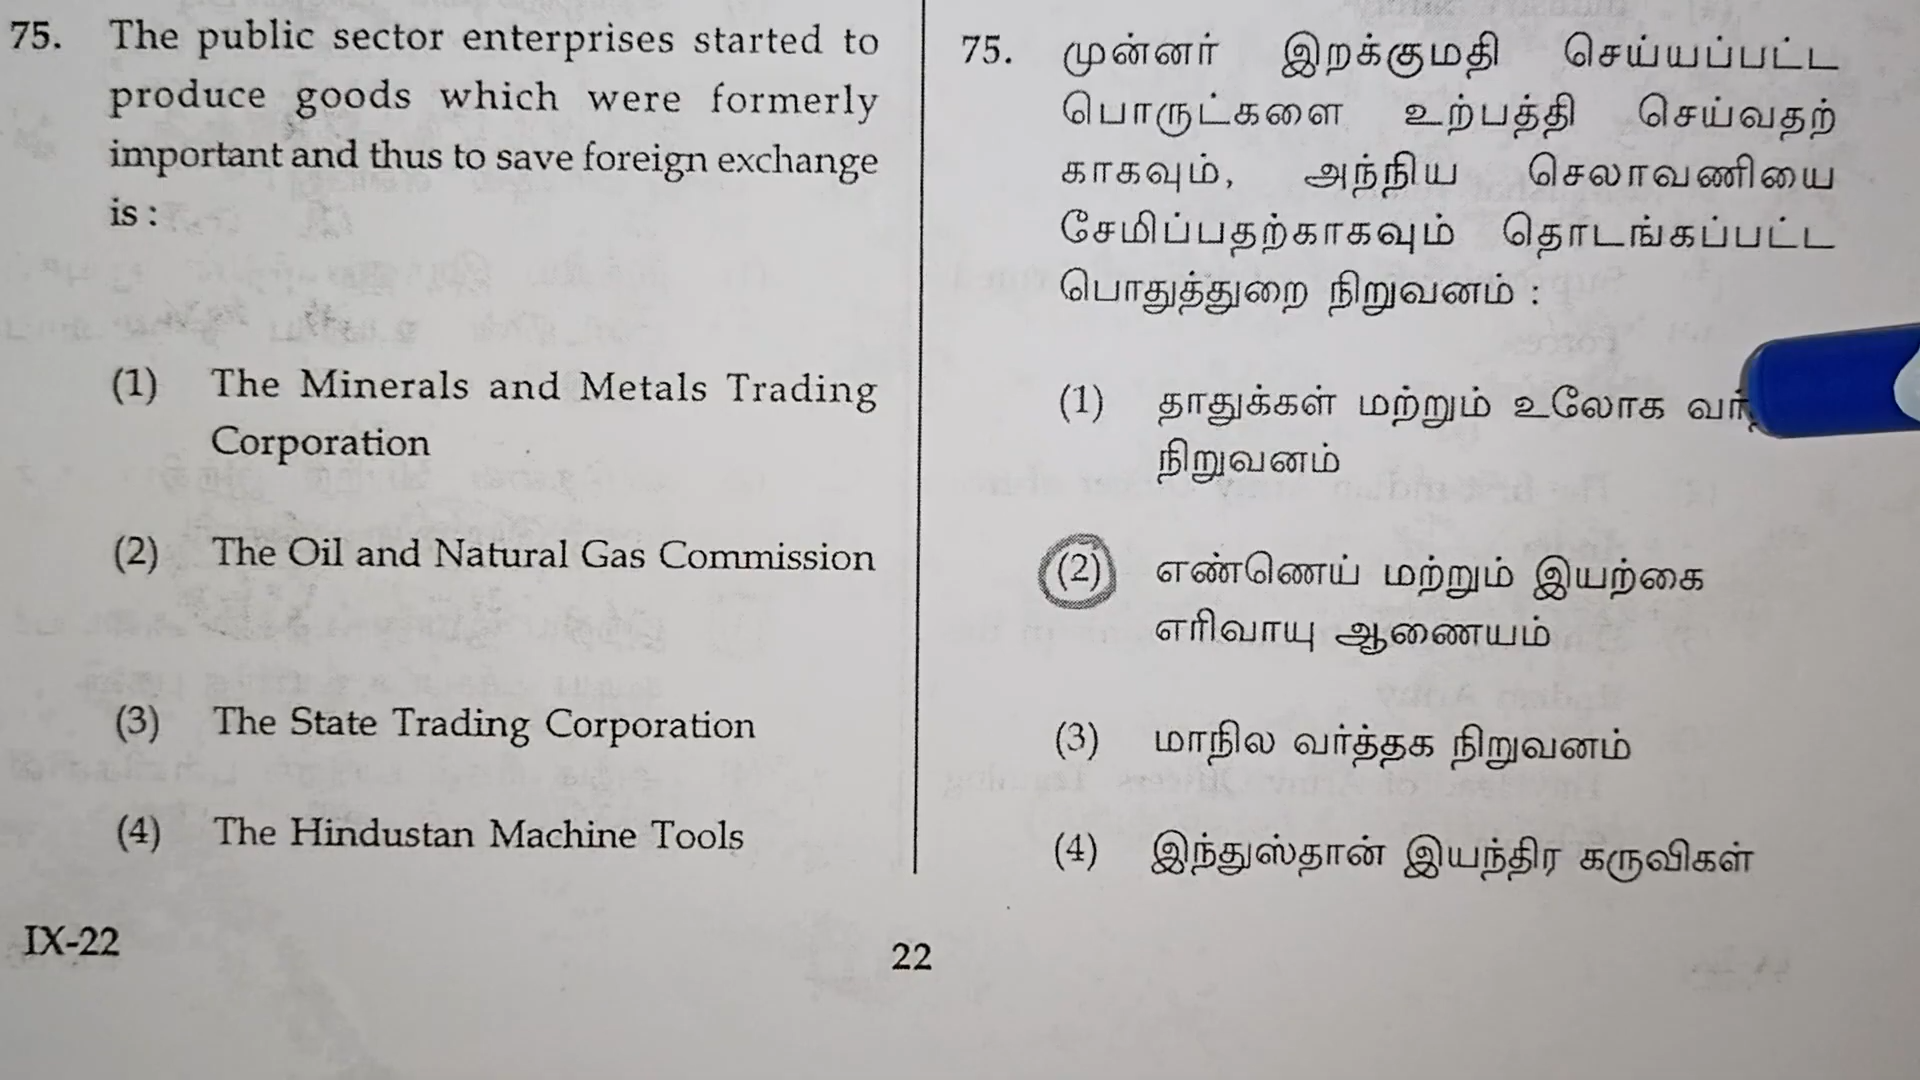 75. The public sector enterprises started to
produce goods which were formerly
important and thus to save foreign exchange
is :
(1) The Minerals and Metals Trading
Corporation
(2) The Oil and Natural Gas Commission
(3) The State Trading Corporation
(4) The Hindustan Machine Tools
75. முன்னர் இறக்குமதி செய்யப்பட்ட
பொருட்களை உற்பத்தி செய்வதற்
காகவும், அந்நிய செலாவணியை
சேமிப்பதற்காகவும் தொடங்கப்பட்ட
பொதுத்துறை நிறுவனம் :
(1) தாதுக்கள் மற்றும் உலோக
நிறுவனம்
(2) எண்ணெய் மற்றும் இயற்கை
எரிவாயு ஆணையம்
(3) மாநில வர்த்தக நிறுவனம்
(4) இந்துஸ்தான் இயந்திர கருவிகள்
IX-22
22